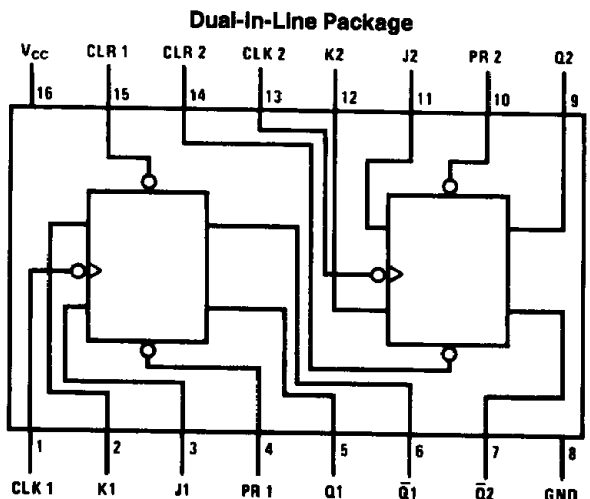 Dual-In-Line Package
VCC CLR 1 CLR 2 CLK 2 K2 J2 PR 2 Q2
16 15 14 13 12 11 10 9
1 2 3 4 5 6 7 8
CLK 1 K1 J1 PR 1 Q1 Q̅1 Q̅2 GND